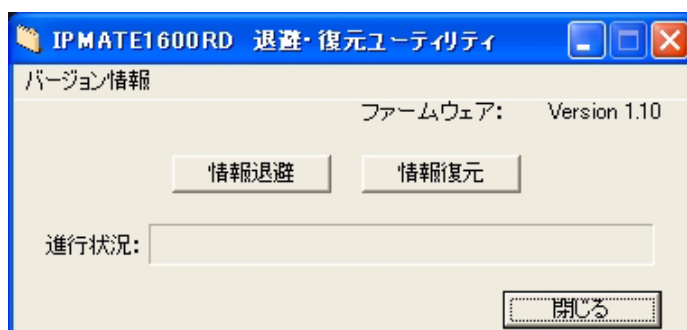 IPMATE1600RD 退避・復元ユーティリティ
バージョン情報
ファームウェア: Version 1.10
情報退避 情報復元
進行状況:
閉じる